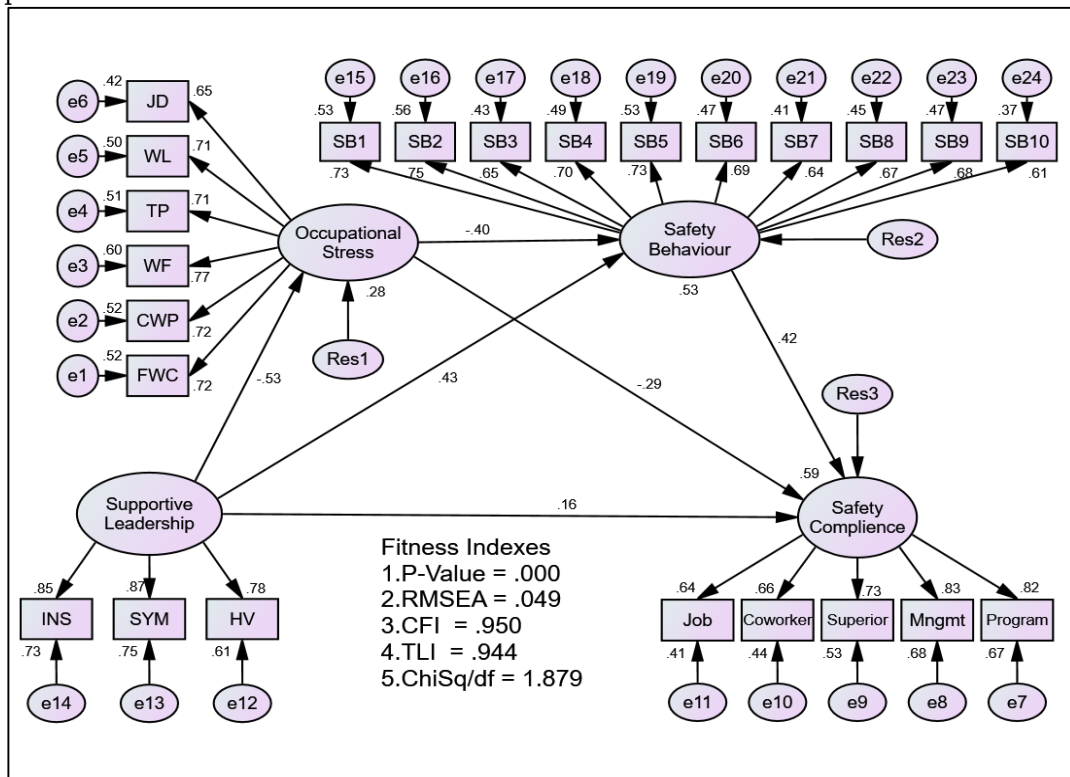 e15 e16 e17 e18 e19 e20 e21 e22 e23 e24
.53 .56 .43 .49 .53 .47 .41 .45 .47 .37
SB1 SB2 SB3 SB4 SB5 SB6 SB7 SB8 SB9 SB10
.73 .75 .65 .70 .73 .69 .64 .67 .68 .61
e6 .42 JD .65
e5 .50 WL .71
e4 .51 TP .71
e3 .60 WF .77
e2 .52 CWP .72
e1 .52 FWC .72
Occupational
Stress
.28
Res1
-.40
Safety
Behaviour
.53
Res2
-.53
.43
-.29
.42
Res3
Supportive
Leadership
.16
.59
Safety
Complience
.85 .87 .78
INS SYM HV
.73 .75 .61
e14 e13 e12
Fitness Indexes
1.P-Value = .000
2.RMSEA = .049
3.CFI = .950
4.TLI = .944
5.ChiSq/df = 1.879
.64 .66 .73 .83 .82
Job Coworker Superior Mngmt Program
.41 .44 .53 .68 .67
e11 e10 e9 e8 e7